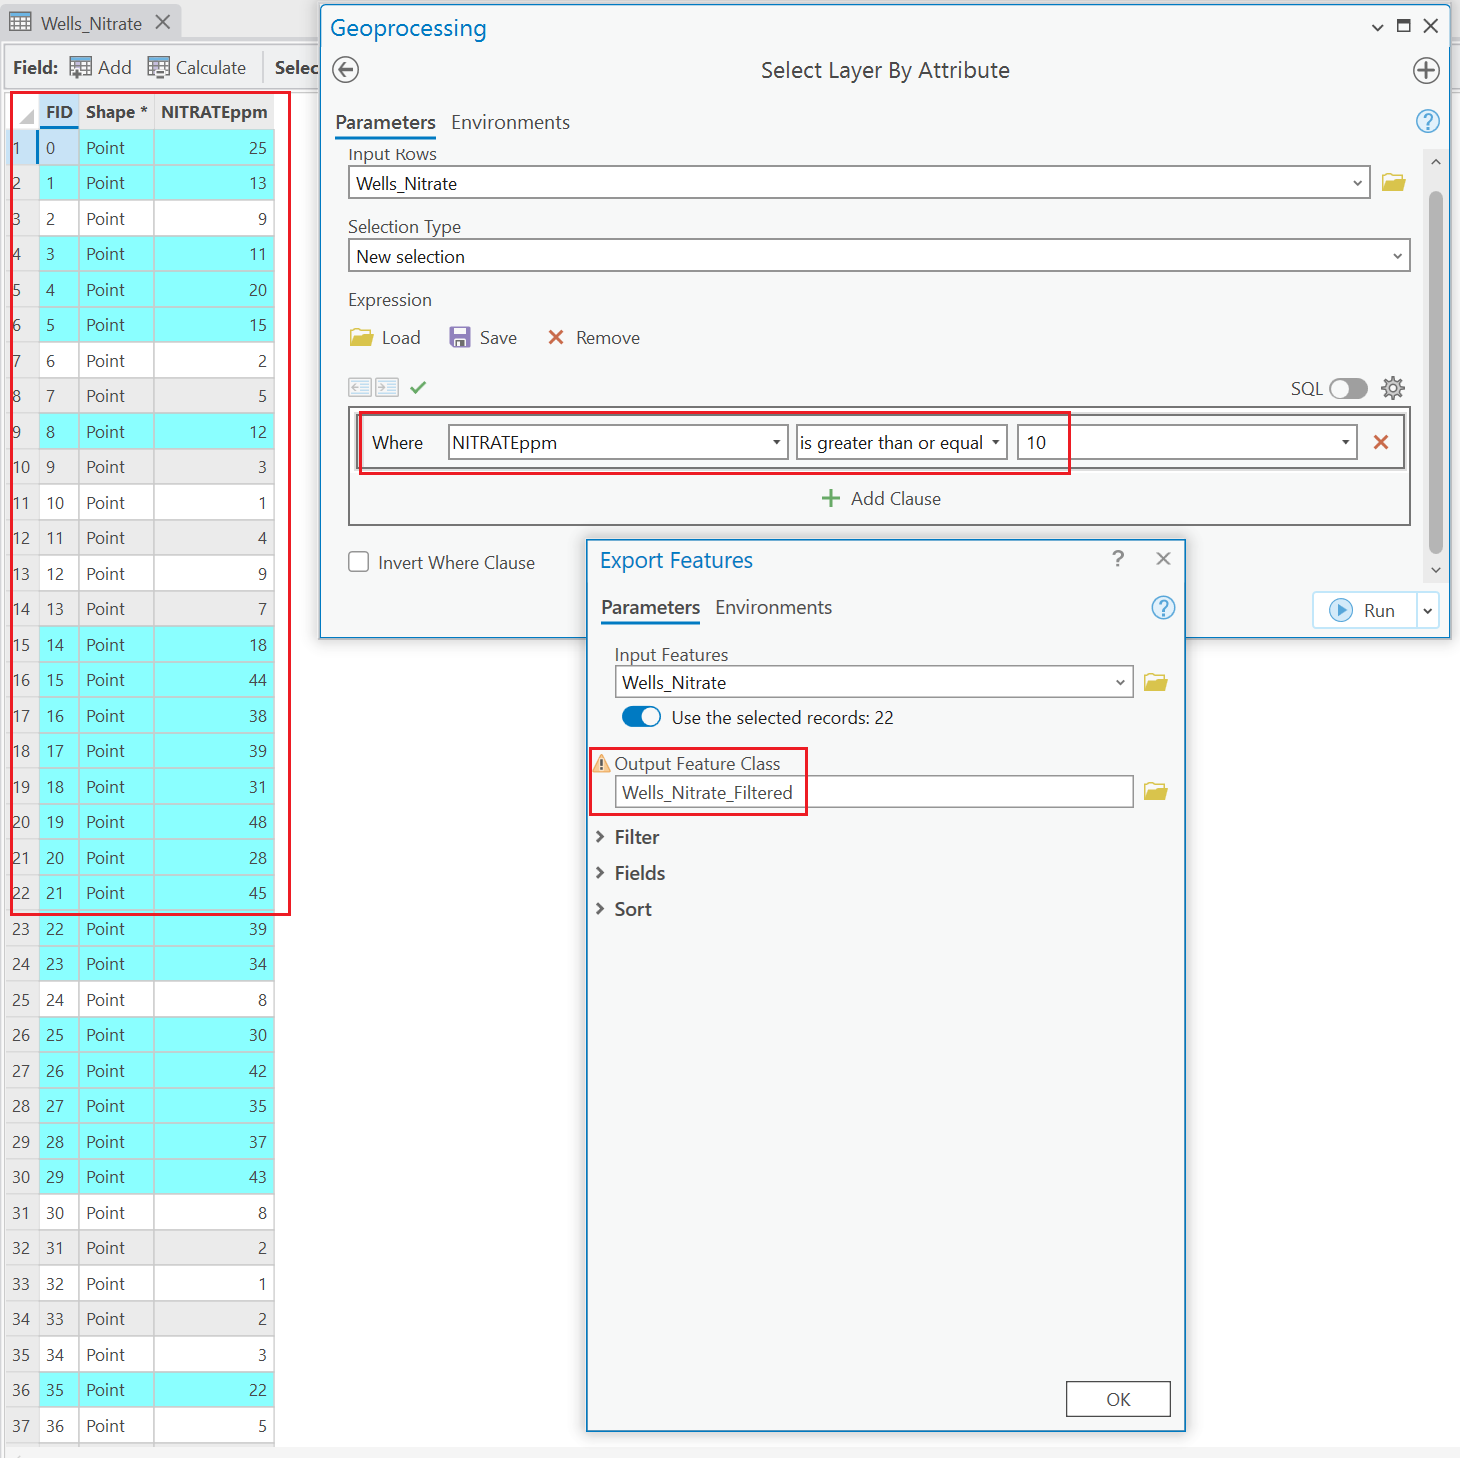 Wells_Nitrate
Field: Add Calculate Selec
FID Shape * NITRATEppm
1 0 Point 25
2 1 Point 13
3 2 Point 9
4 3 Point 11
5 4 Point 20
6 5 Point 15
7 6 Point 2
8 7 Point 5
9 8 Point 12
10 9 Point 3
11 10 Point 1
12 11 Point 4
13 12 Point 9
14 13 Point 7
15 14 Point 18
16 15 Point 44
17 16 Point 38
18 17 Point 39
19 18 Point 31
20 19 Point 48
21 20 Point 28
22 21 Point 45
23 22 Point 39
24 23 Point 34
25 24 Point 8
26 25 Point 30
27 26 Point 42
28 27 Point 35
29 28 Point 37
30 29 Point 43
31 30 Point 8
32 31 Point 2
33 32 Point 1
34 33 Point 2
35 34 Point 3
36 35 Point 22
37 36 Point 5
Geoprocessing
Select Layer By Attribute
Parameters Environments
?
Input Rows
Wells_Nitrate
Selection Type
New selection
Expression
Load Save Remove
SQL
Where NITRATEppm is greater than or equal 10
Add Clause
Invert Where Clause
Run
Export Features ?
Parameters Environments
?
Input Features
Wells_Nitrate
Use the selected records: 22
Output Feature Class
Wells_Nitrate_Filtered
Filter
Fields
Sort
OK